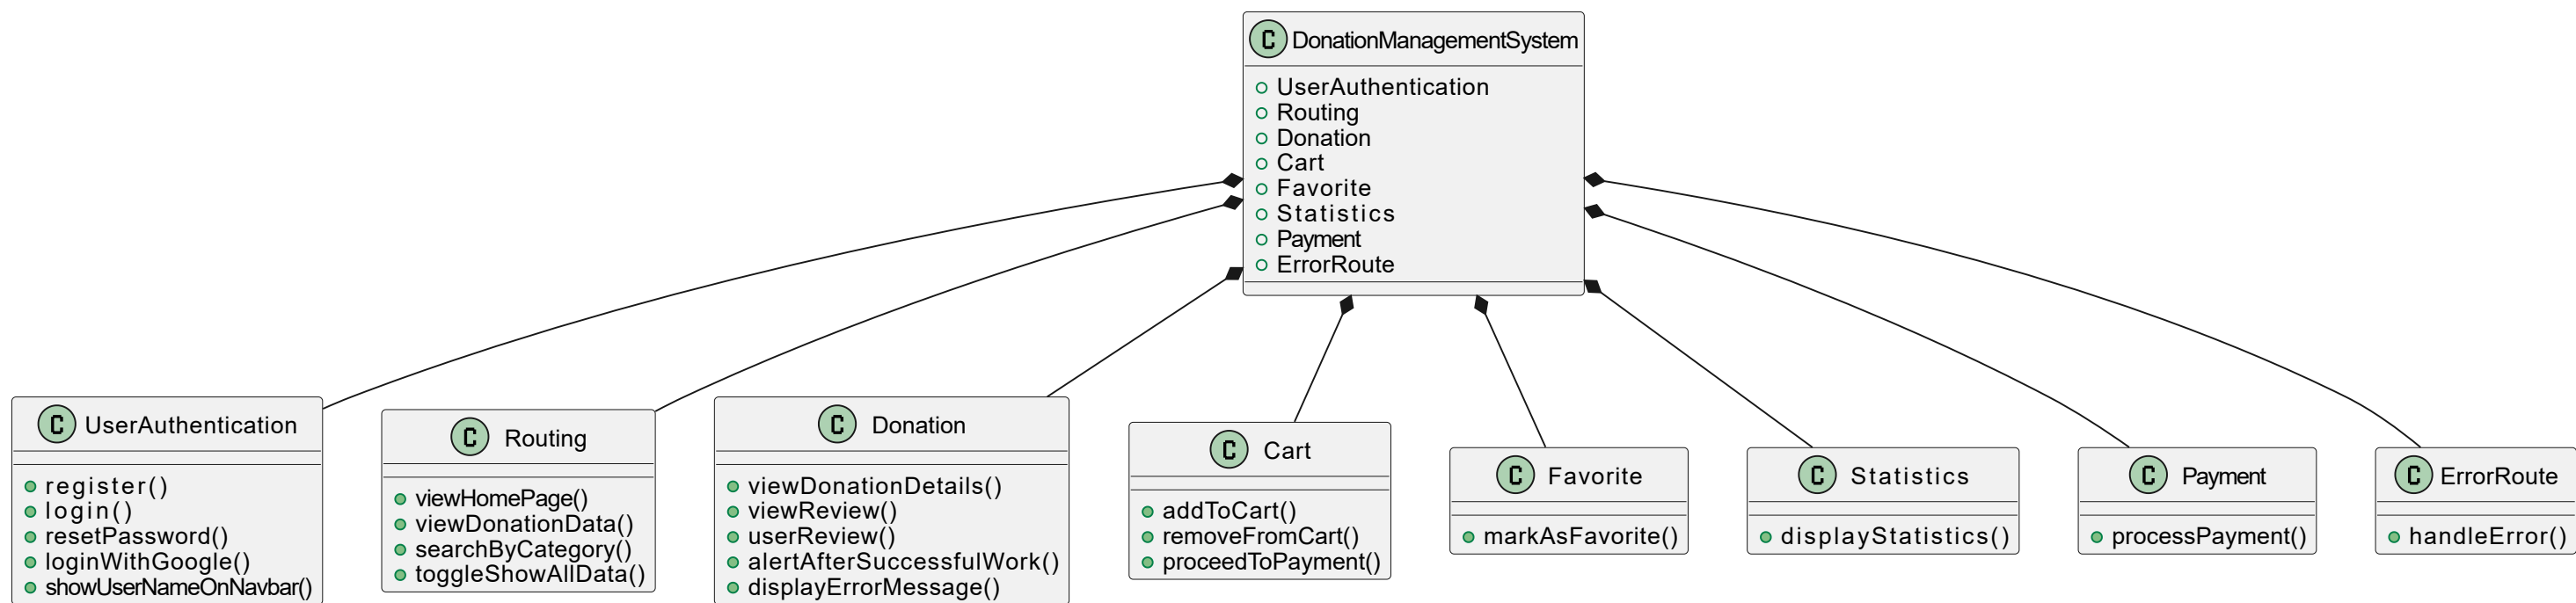 C DonationManagementSystem
UserAuthentication
Routing
Donation
Cart
Favorite
Statistics
Payment
ErrorRoute
C UserAuthentication
register()
login()
resetPassword()
loginWithGoogle()
showUserNameOnNavbar()
C Routing
viewHomePage()
viewDonationData()
searchByCategory()
toggleShowAllData()
C Donation
viewDonationDetails()
viewReview()
userReview()
alertAfterSuccessfulWork()
displayErrorMessage()
C Cart
addToCart()
removeFromCart()
proceedToPayment()
C Favorite
markAsFavorite()
C Statistics
displayStatistics()
C Payment
processPayment()
C ErrorRoute
handleError()